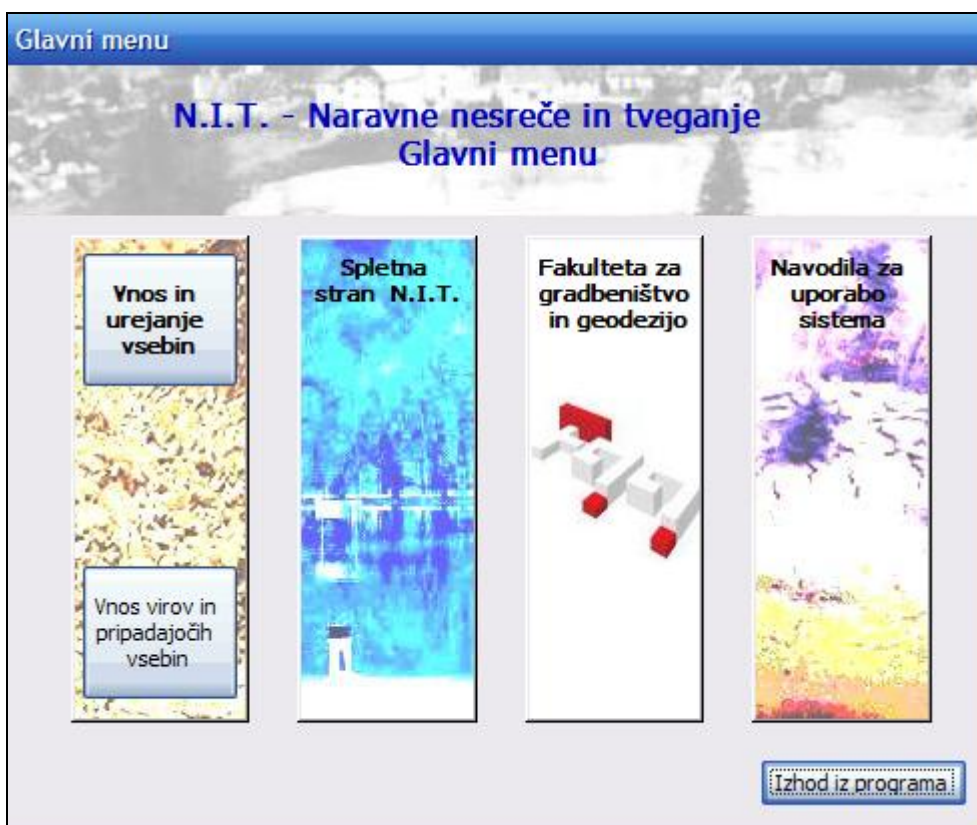 Glavni menu
N.I.T. - Naravne nesreče in tveganje
Glavni menu
Vnos in
urejanje
vsebin
Vnos virov in
pripadajočih
vsebin
Spletna
stran N.I.T.
Fakulteta za
gradbeništvo
in geodezijo
Navodila za
uporabo
sistema
Izhod iz programa